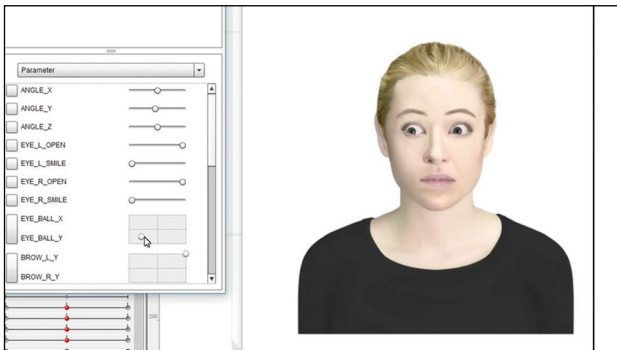 Parameter
ANGLE_X
ANGLE_Y
ANGLE_Z
EYE_L_OPEN
EYE_L_SMILE
EYE_R_OPEN
EYE_R_SMILE
EYE_BALL_X
EYE_BALL_Y
BROW_L_Y
BROW_R_Y
200